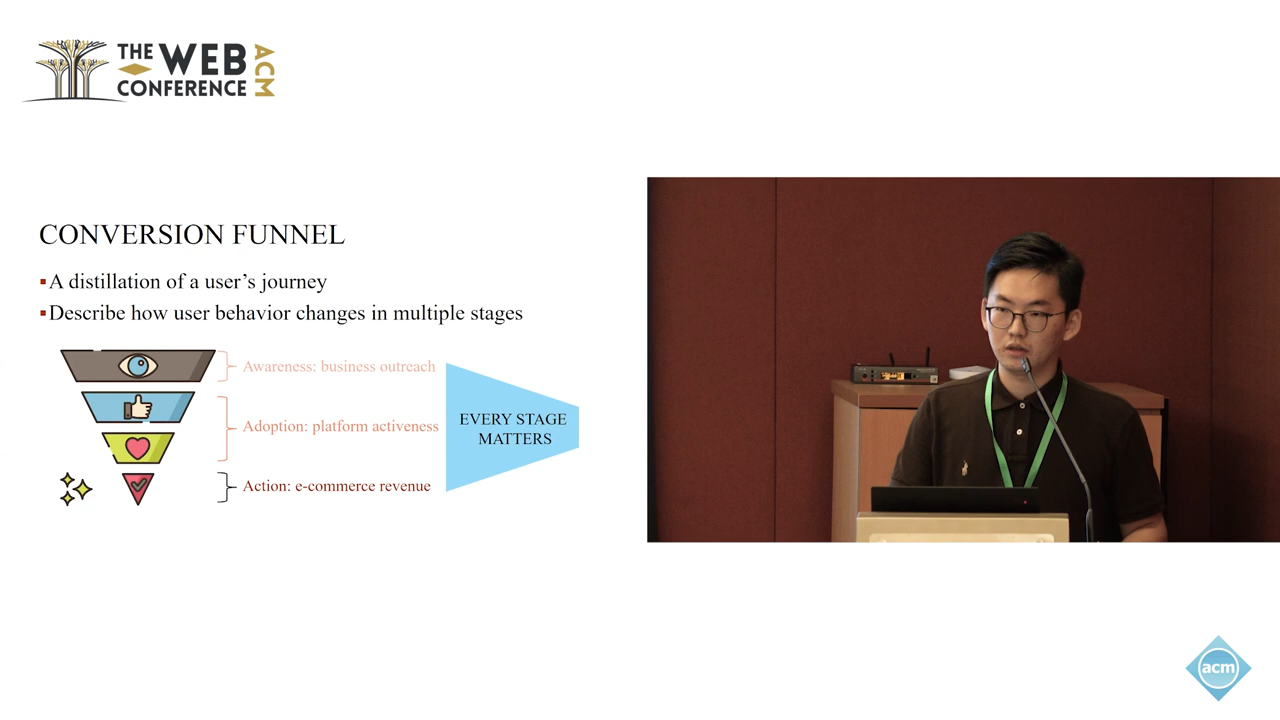 THE WEB
CONFERENCE
ACM
CONVERSION FUNNEL
▪A distillation of a user’s journey
▪Describe how user behavior changes in multiple stages
Awareness: business outreach
Adoption: platform activeness
Action: e-commerce revenue
EVERY STAGE
MATTERS
acm